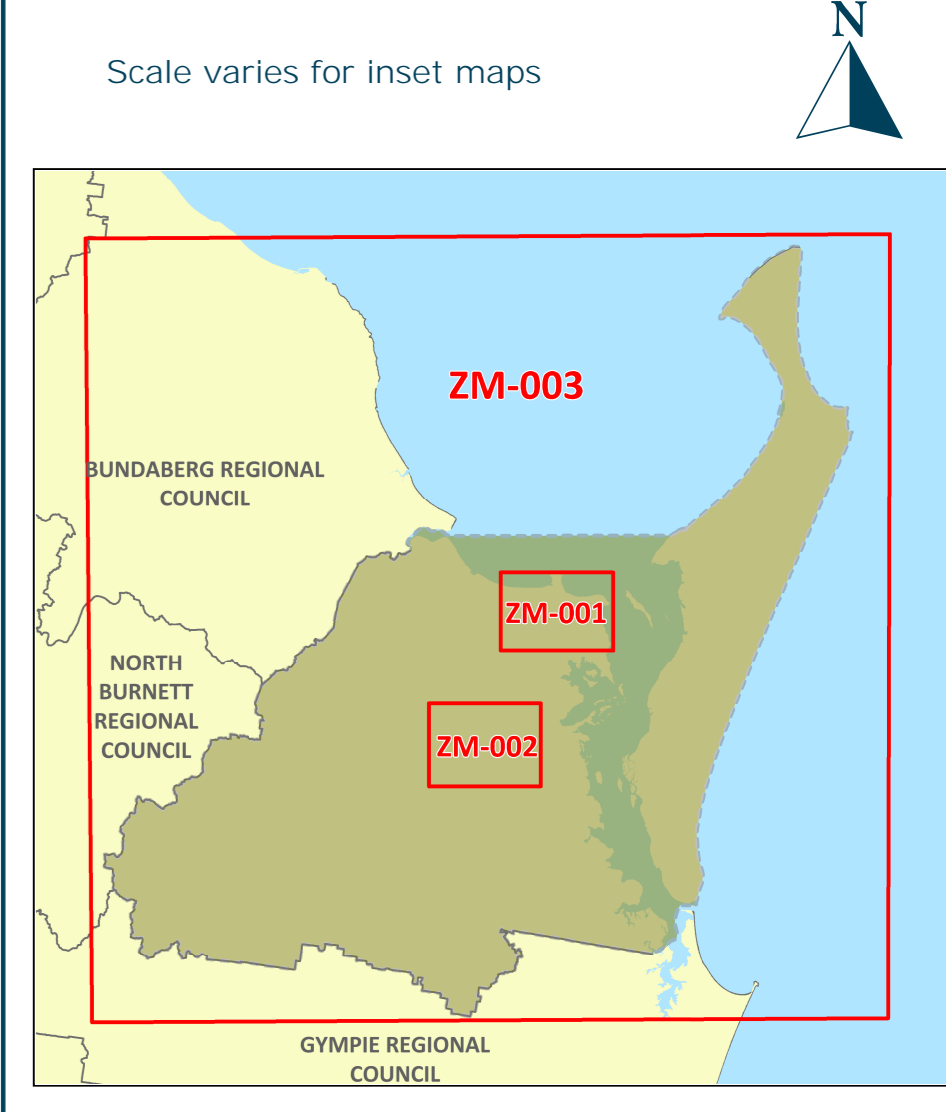 N
Scale varies for inset maps
ZM-003
BUNDABERG REGIONAL
COUNCIL
ZM-001
NORTH
BURNETT
REGIONAL
COUNCIL
ZM-002
GYMPIE REGIONAL
COUNCIL